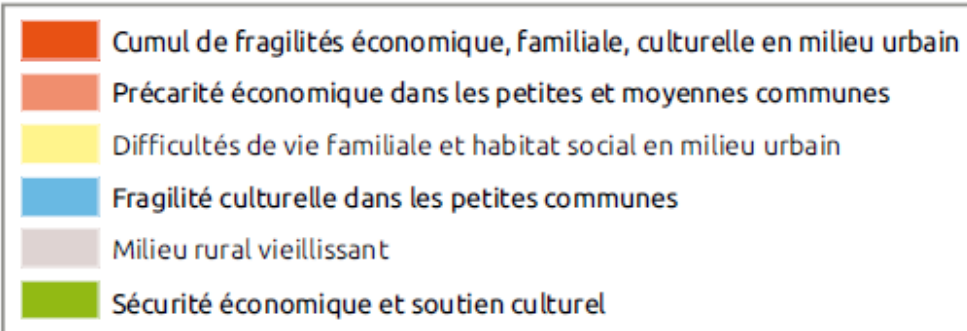 Cumul de fragilités économique, familiale, culturelle en milieu urbain
Précarité économique dans les petites et moyennes communes
Difficultés de vie familiale et habitat social en milieu urbain
Fragilité culturelle dans les petites communes
Milieu rural vieillissant
Sécurité économique et soutien culturel